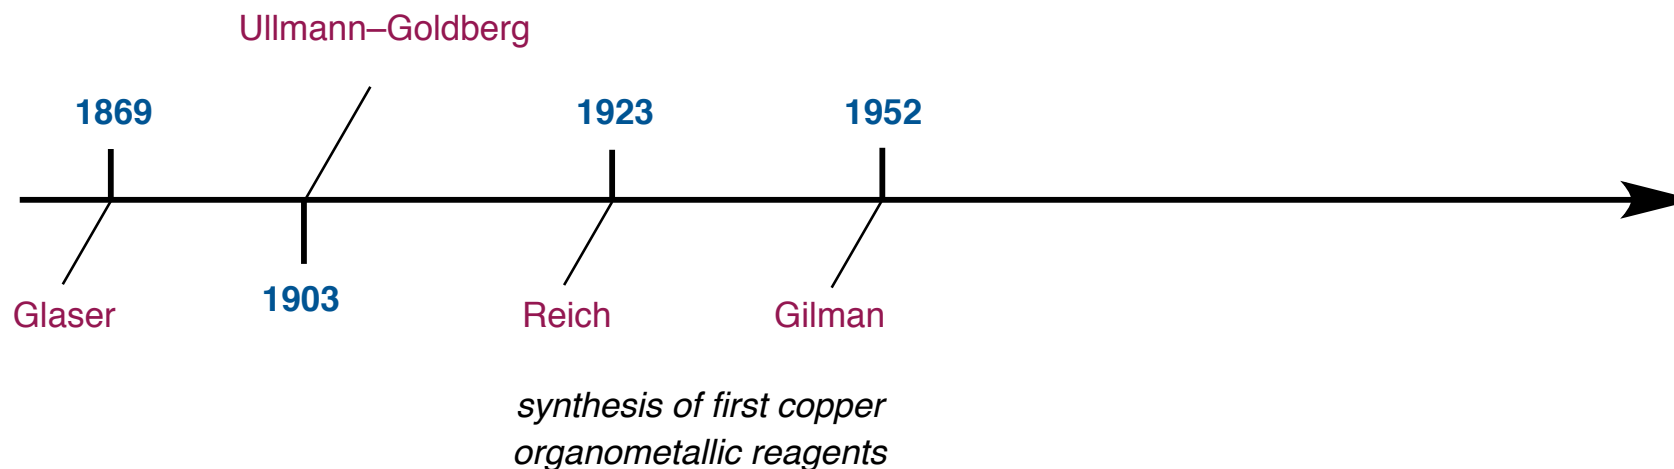 Ullmann–Goldberg
1869
1923
1952
1903
Glaser
Reich
Gilman
synthesis of first copper
organometallic reagents